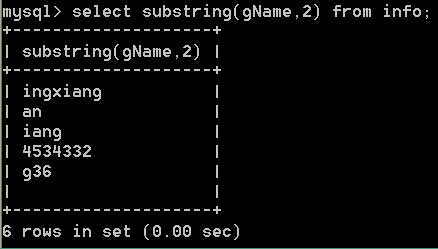 mysql> select substring(gName,2) from info;
+--------------------+
| substring(gName,2) |
+--------------------+
| ingxiang           |
| an                 |
| iang               |
| 4534332            |
| g36                |
|                    |
+--------------------+
6 rows in set (0.00 sec)